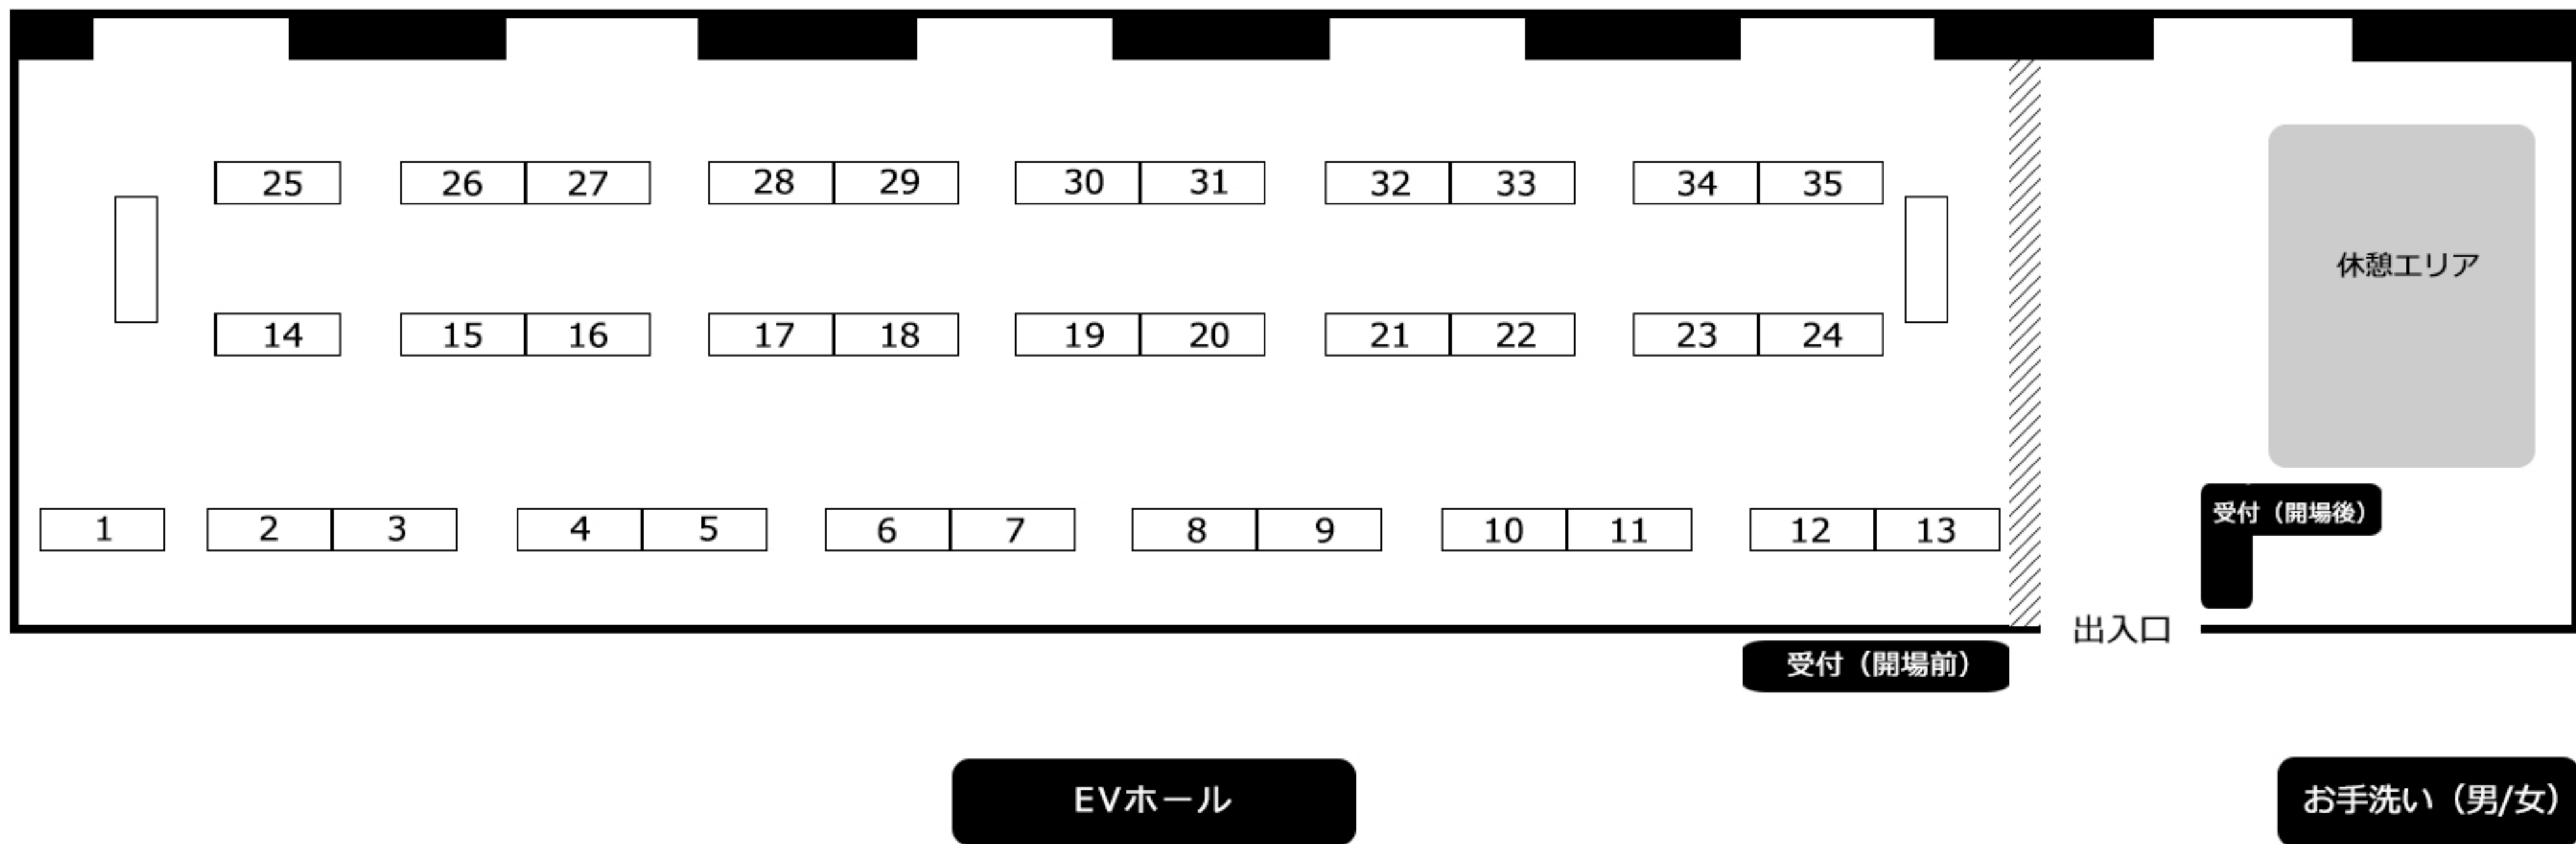 25 26 27 28 29 30 31 32 33 34 35
休憩エリア
14 15 16 17 18 19 20 21 22 23 24
受付（開場後）
1 2 3 4 5 6 7 8 9 10 11 12 13
出入口
受付（開場前）
EVホール
お手洗い（男/女）